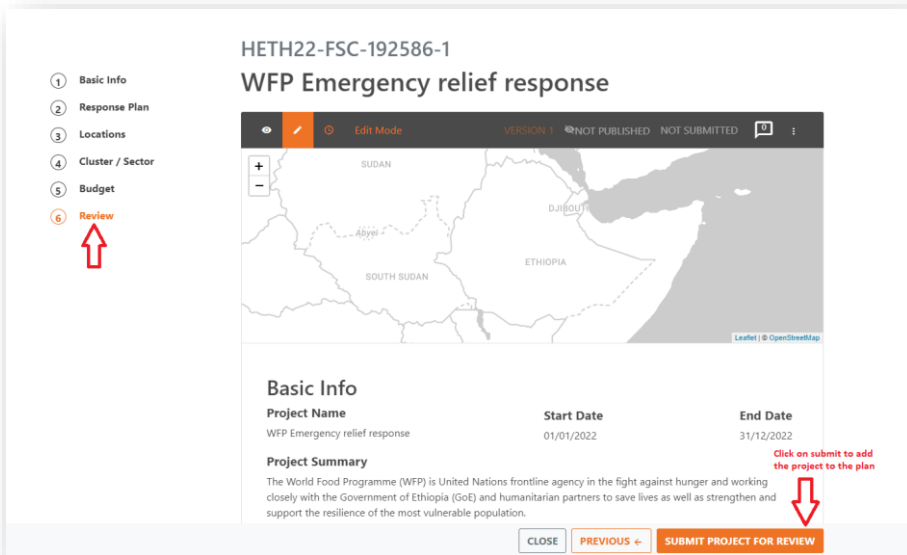 HETH22-FSC-192586-1
WFP Emergency relief response
1 Basic Info
2 Response Plan
3 Locations
4 Cluster / Sector
5 Budget
6 Review
Edit Mode
VERSION 1 NOT PUBLISHED NOT SUBMITTED 0
+
−
SUDAN
DJIBOUTI
Abyei
ETHIOPIA
SOUTH SUDAN
Leaflet | © OpenStreetMap
Basic Info
Project Name Start Date End Date
WFP Emergency relief response 01/01/2022 31/12/2022
Click on submit to add
the project to the plan
Project Summary
The World Food Programme (WFP) is United Nations frontline agency in the fight against hunger and working
closely with the Government of Ethiopia (GoE) and humanitarian partners to save lives as well as strengthen and
support the resilience of the most vulnerable population.
CLOSE PREVIOUS ← SUBMIT PROJECT FOR REVIEW